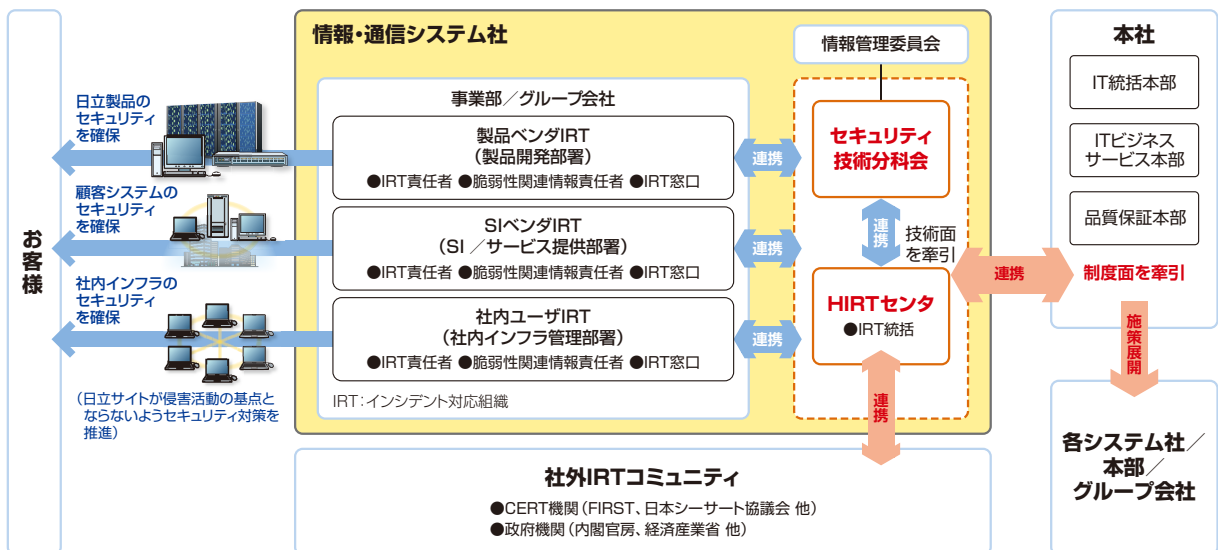 お客様
日立製品の
セキュリティ
を確保
顧客システムの
セキュリティ
を確保
社内インフラの
セキュリティ
を確保
(日立サイトが侵害活動の基点と
ならないようセキュリティ対策を
推進)
情報・通信システム社
情報管理委員会
事業部/グループ会社
製品ベンダIRT
(製品開発部署)
●IRT責任者 ●脆弱性関連情報責任者 ●IRT窓口
SIベンダIRT
(SI/サービス提供部署)
●IRT責任者 ●脆弱性関連情報責任者 ●IRT窓口
社内ユーザIRT
(社内インフラ管理部署)
●IRT責任者 ●脆弱性関連情報責任者 ●IRT窓口
IRT:インシデント対応組織
連携
連携
連携
セキュリティ
技術分科会
連携
技術面
を牽引
HIRTセンタ
●IRT統括
連携
連携
本社
IT統括本部
ITビジネス
サービス本部
品質保証本部
制度面を牽引
施策展開
各システム社/
本部/
グループ会社
社外IRTコミュニティ
●CERT機関(FIRST、日本シーサート協議会 他)
●政府機関(内閣官房、経済産業省 他)